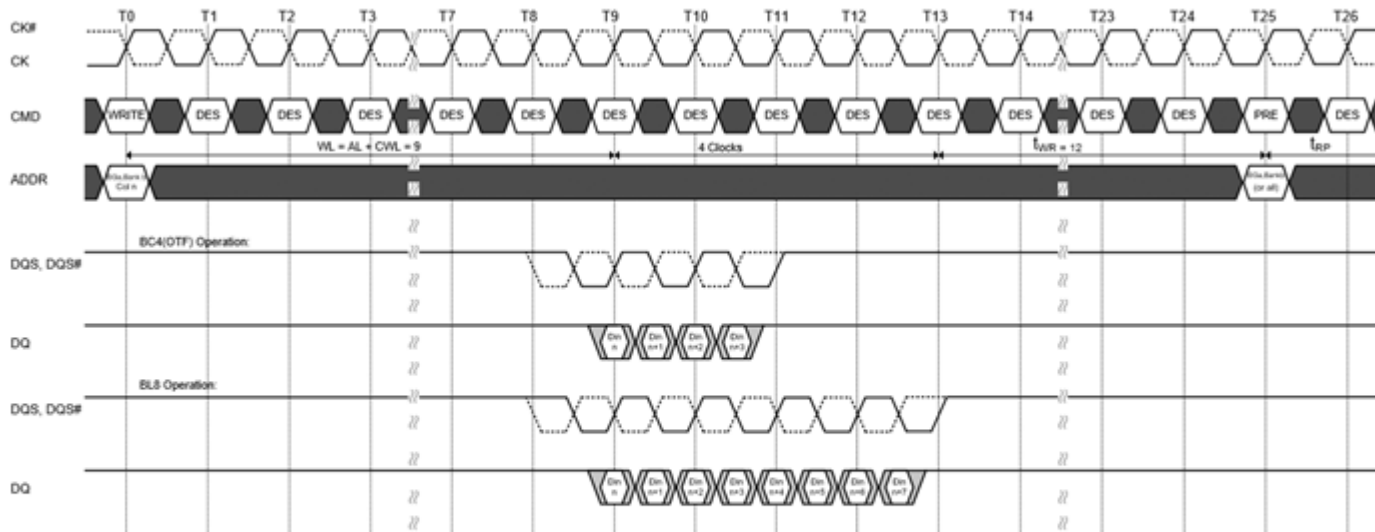 T0 T1 T2 T3 T7 T8 T9 T10 T11 T12 T13 T14 T23 T24 T25 T26
CK#
CK
CMD WRITE DES DES DES DES DES DES DES DES DES DES DES DES DES PRE DES
WL = AL + CWL = 9 4 Clocks tWR = 12 tRP
ADDR
Col n (or all)
BC4(OTF) Operation:
DQS, DQS#
DQ Din n Din n+1 Din n+2 Din n+3
BL8 Operation:
DQS, DQS#
DQ Din n Din n+1 Din n+2 Din n+3 Din n+4 Din n+5 Din n+6 Din n+7